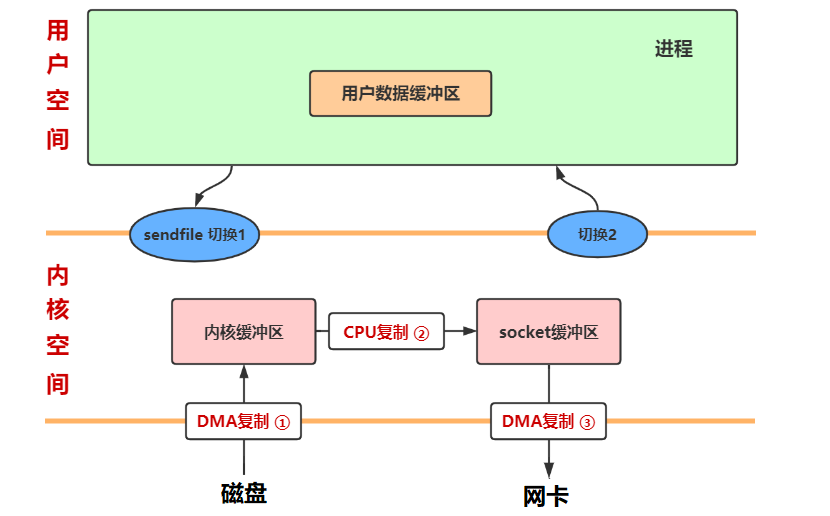 用户空间
进程
用户数据缓冲区
sendfile 切换1
切换2
内核空间
内核缓冲区
CPU复制 ②
socket缓冲区
DMA复制 ①
DMA复制 ③
磁盘
网卡